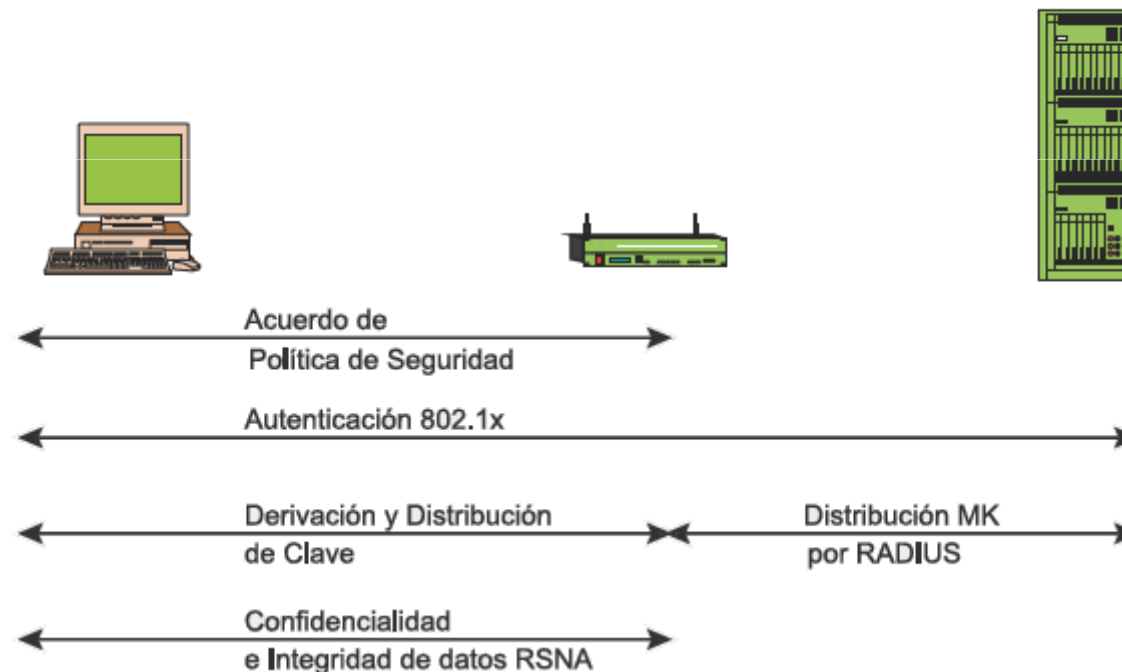 Acuerdo de
Política de Seguridad
Autenticación 802.1x
Derivación y Distribución
de Clave
Distribución MK
por RADIUS
Confidencialidad
e Integridad de datos RSNA